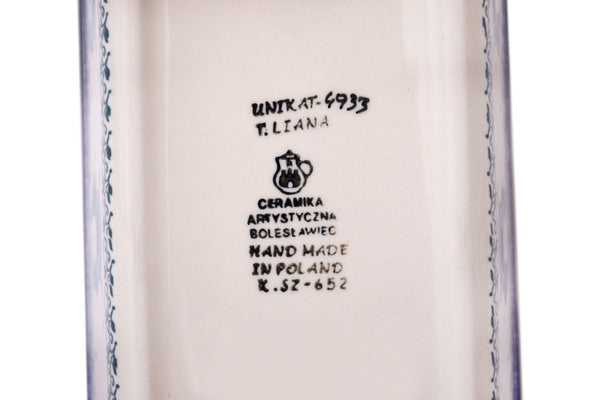 UNIKAT-4933
T. LIANA
CERAMIKA
ARTYSTYCZNA
BOLESŁAWIEC
HAND MADE
IN POLAND
K.SZ-652